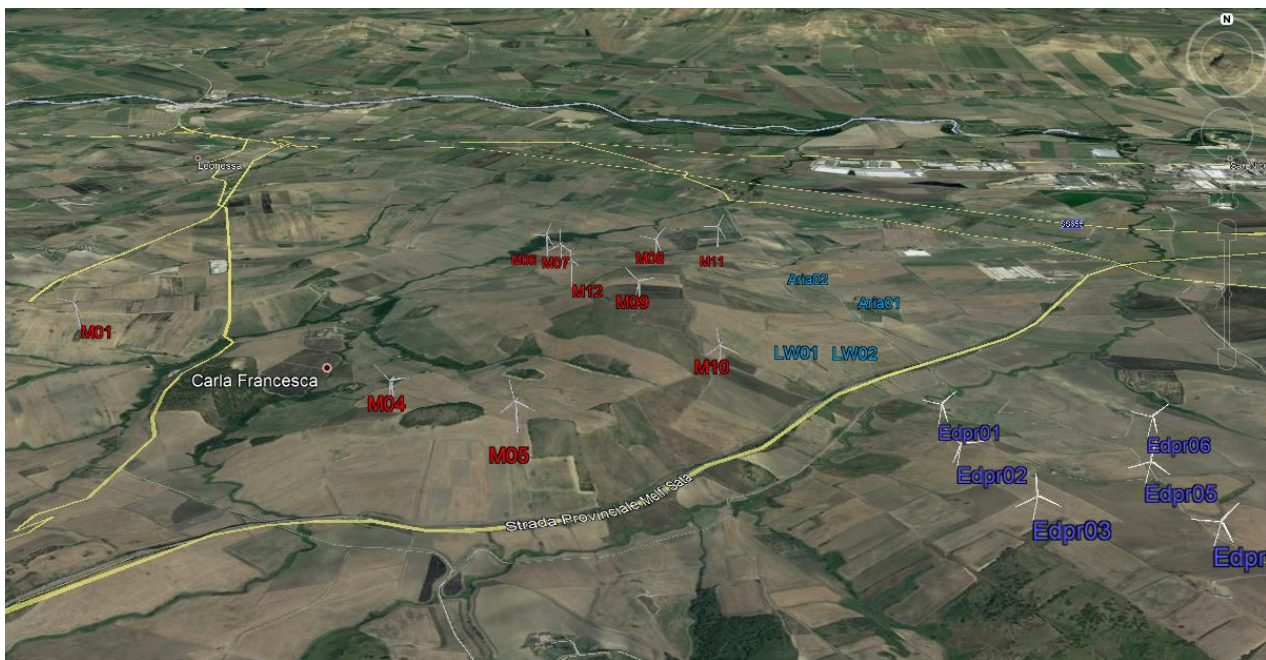 N
Leonessa
M06
M07
M08
M11
M12
M09
Aria02
Aria01
M01
M10
LW01
LW02
Carla Francesca
M04
M05
Edpr01
Edpr06
Edpr02
Edpr05
Strada Provinciale Melfi Sata
Edpr03
Edpr